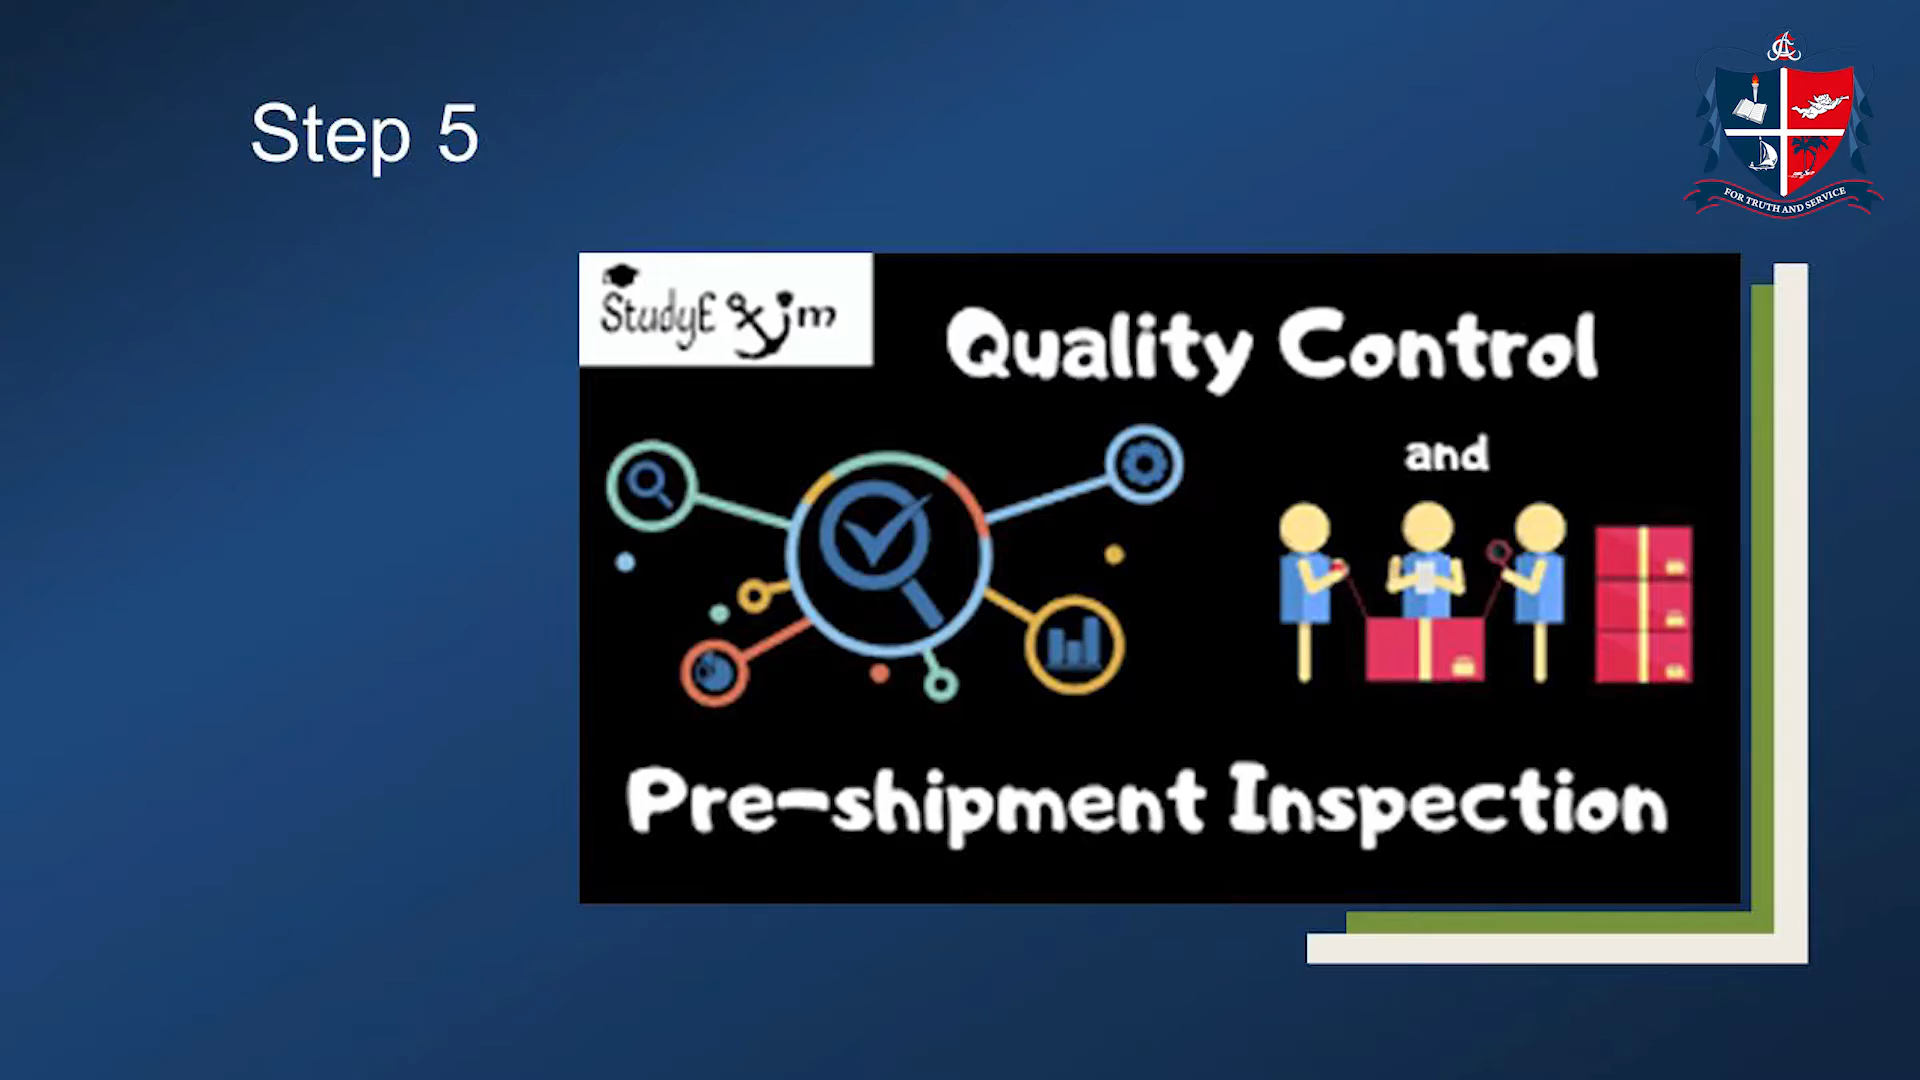 Step 5
FOR TRUTH AND SERVICE
StudyExim
Quality Control
and
Pre-shipment Inspection